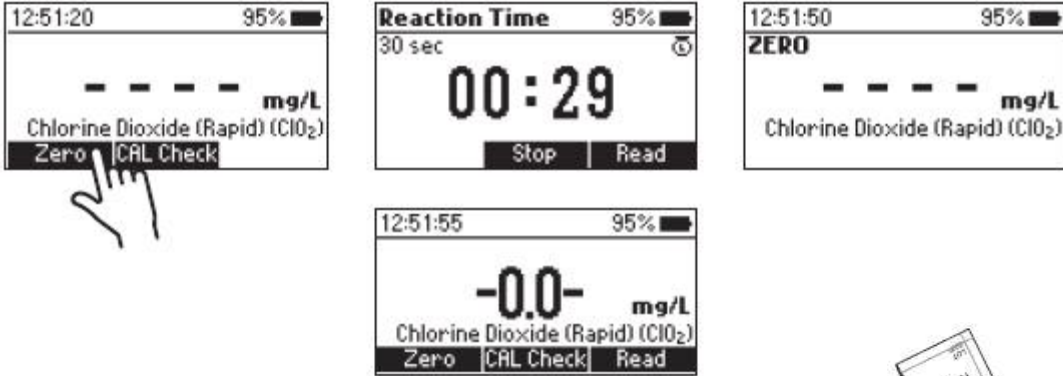 12:51:20 95%
- - - - mg/L
Chlorine Dioxide (Rapid) (ClO₂)
Zero CAL Check
Reaction Time 95%
30 sec
00:29
Stop Read
12:51:50 95%
ZERO
- - - - mg/L
Chlorine Dioxide (Rapid) (ClO₂)
12:51:55 95%
-0.0- mg/L
Chlorine Dioxide (Rapid) (ClO₂)
Zero CAL Check Read